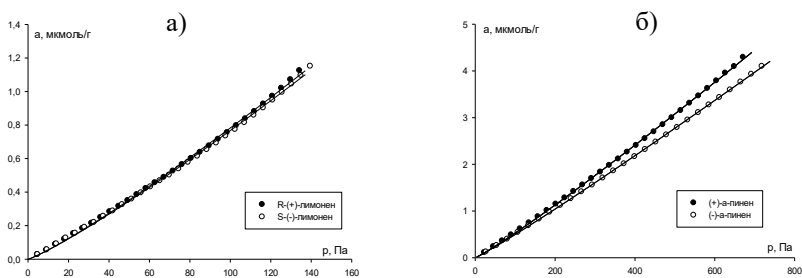 а)
а, мкмоль/г
1,4
1,2
1,0
0,8
0,6
0,4
0,2
0,0
0 20 40 60 80 100 120 140 160
р, Па
R-(+)-лимонен
S-(-)-лимонен
б)
а, мкмоль/г
5
4
3
2
1
0
0 200 400 600 800
р, Па
(+)-а-пинен
(-)-а-пинен